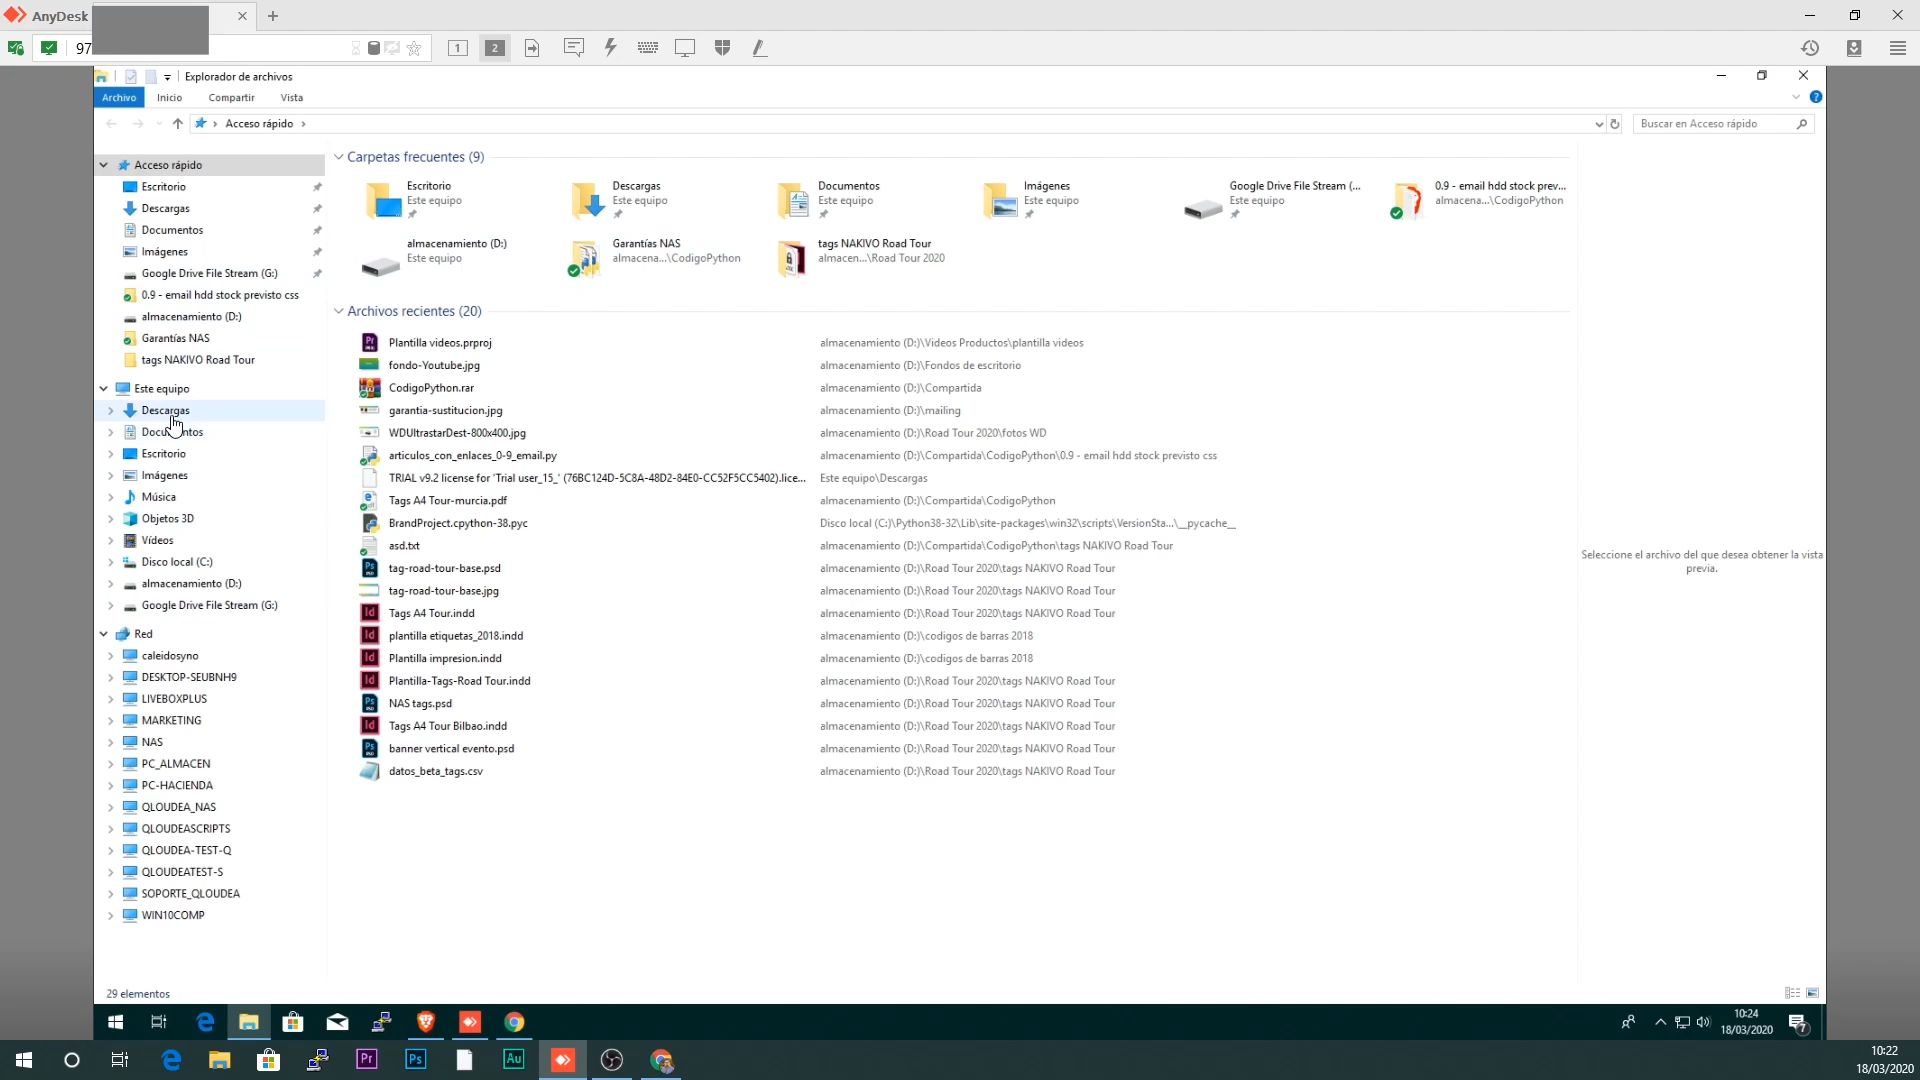 AnyDesk
97
1
2
Explorador de archivos
Archivo Inicio Compartir Vista
Acceso rápido
Buscar en Acceso rápido
Acceso rápido
Escritorio
Descargas
Documentos
Imágenes
Google Drive File Stream (G:)
0.9 - email hdd stock previsto css
almacenamiento (D:)
Garantías NAS
tags NAKIVO Road Tour
Este equipo
Descargas
Documentos
Escritorio
Imágenes
Música
Objetos 3D
Vídeos
Disco local (C:)
almacenamiento (D:)
Google Drive File Stream (G:)
Red
caleidosyno
DESKTOP-SEUBNH9
LIVEBOXPLUS
MARKETING
NAS
PC_ALMACEN
PC-HACIENDA
QLOUDEA_NAS
QLOUDEASCRIPTS
QLOUDEA-TEST-Q
QLOUDEATEST-S
SOPORTE_QLOUDEA
WIN10COMP
Carpetas frecuentes (9)
Escritorio
Este equipo
Descargas
Este equipo
Documentos
Este equipo
Imágenes
Este equipo
Google Drive File Stream (...
Este equipo
0.9 - email hdd stock prev...
almacena...\CodigoPython
almacenamiento (D:)
Este equipo
Garantías NAS
almacena...\CodigoPython
tags NAKIVO Road Tour
almacen...\Road Tour 2020
Archivos recientes (20)
Plantilla videos.prproj almacenamiento (D:)\Videos Productos\plantilla videos
fondo-Youtube.jpg almacenamiento (D:)\Fondos de escritorio
CodigoPython.rar almacenamiento (D:)\Compartida
garantia-sustitucion.jpg almacenamiento (D:)\mailing
WDUltrastarDest-800x400.jpg almacenamiento (D:)\Road Tour 2020\fotos WD
articulos_con_enlaces_0-9_email.py almacenamiento (D:)\Compartida\CodigoPython\0.9 - email hdd stock previsto css
TRIAL v9.2 license for 'Trial user_15_' (76BC124D-5C8A-48D2-84E0-CC52F5CC5402).lice... Este equipo\Descargas
Tags A4 Tour-murcia.pdf almacenamiento (D:)\Compartida\CodigoPython
BrandProject.cpython-38.pyc Disco local (C:)\Python38-32\Lib\site-packages\win32\scripts\VersionSta...\__pycache__
asd.txt almacenamiento (D:)\Compartida\CodigoPython\tags NAKIVO Road Tour
tag-road-tour-base.psd almacenamiento (D:)\Road Tour 2020\tags NAKIVO Road Tour
tag-road-tour-base.jpg almacenamiento (D:)\Road Tour 2020\tags NAKIVO Road Tour
Tags A4 Tour.indd almacenamiento (D:)\Road Tour 2020\tags NAKIVO Road Tour
plantilla etiquetas_2018.indd almacenamiento (D:)\codigos de barras 2018
Plantilla impresion.indd almacenamiento (D:)\codigos de barras 2018
Plantilla-Tags-Road Tour.indd almacenamiento (D:)\Road Tour 2020\tags NAKIVO Road Tour
NAS tags.psd almacenamiento (D:)\Road Tour 2020\tags NAKIVO Road Tour
Tags A4 Tour Bilbao.indd almacenamiento (D:)\Road Tour 2020\tags NAKIVO Road Tour
banner vertical evento.psd almacenamiento (D:)\Road Tour 2020\tags NAKIVO Road Tour
datos_beta_tags.csv almacenamiento (D:)\Road Tour 2020\tags NAKIVO Road Tour
Seleccione el archivo del que desea obtener la vista
previa.
29 elementos
10:24
18/03/2020
7
Pr
Ps
Au
10:22
18/03/2020